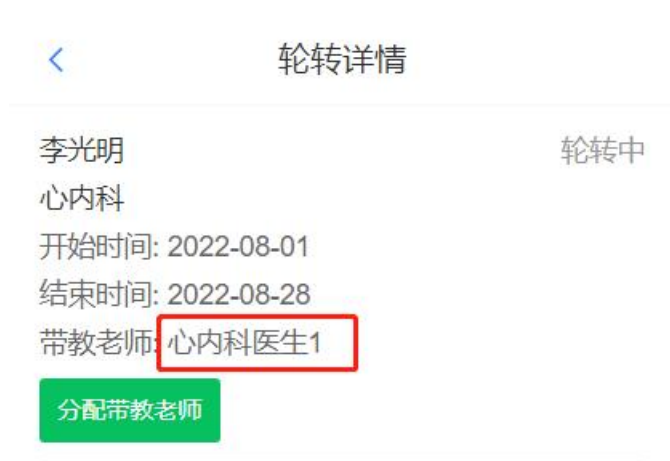 轮转详情
李光明 轮转中
心内科
开始时间: 2022-08-01
结束时间: 2022-08-28
带教老师: 心内科医生1
分配带教老师